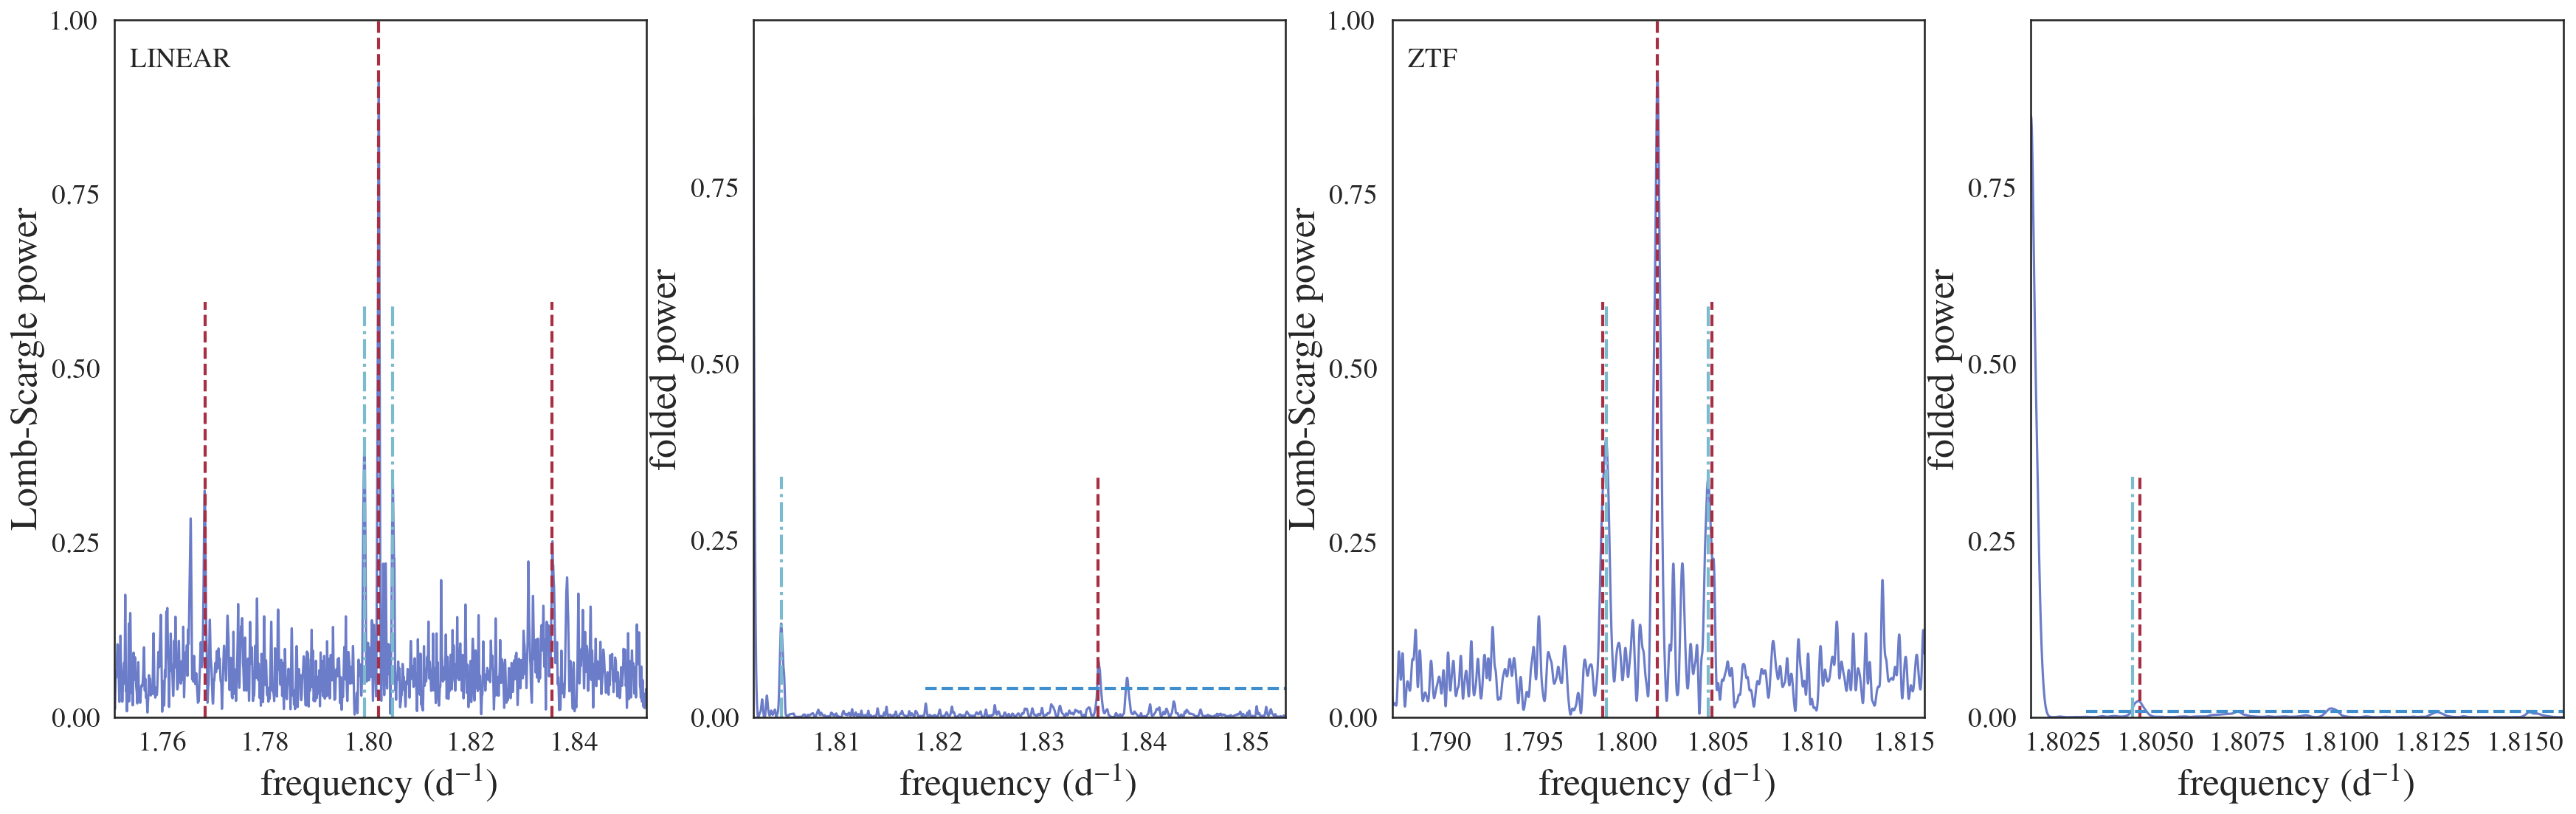 LINEAR
Lomb-Scargle power
1.00
0.75
0.50
0.25
0.00
1.76 1.78 1.80 1.82 1.84
frequency (d⁻¹)
folded power
0.75
0.50
0.25
0.00
1.81 1.82 1.83 1.84 1.85
frequency (d⁻¹)
ZTF
Lomb-Scargle power
1.00
0.75
0.50
0.25
0.00
1.790 1.795 1.800 1.805 1.810 1.815
frequency (d⁻¹)
folded power
0.75
0.50
0.25
0.00
1.8025 1.8050 1.8075 1.8100 1.8125 1.8150
frequency (d⁻¹)